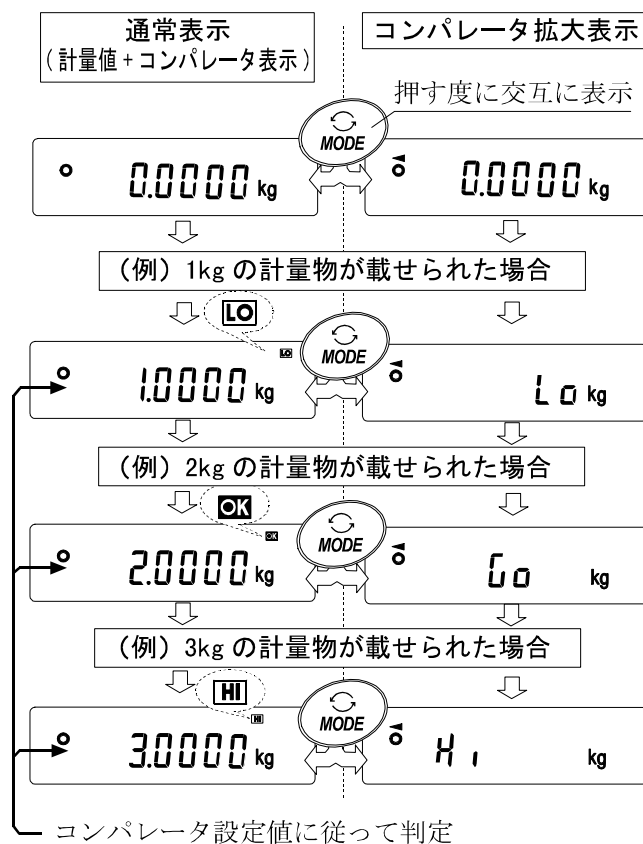 通常表示
(計量値+コンパレータ表示)
コンパレータ拡大表示
押す度に交互に表示
MODE
0.0000 kg
0.0000 kg
(例) 1kg の計量物が載せられた場合
LO
LO
MODE
1.0000 kg
Lo kg
(例) 2kg の計量物が載せられた場合
OK
OK
MODE
2.0000 kg
Go kg
(例) 3kg の計量物が載せられた場合
HI
HI
MODE
3.0000 kg
Hi kg
コンパレータ設定値に従って判定